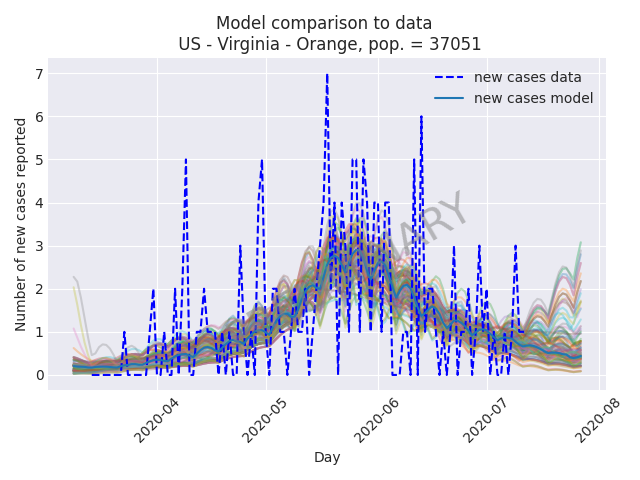 Model comparison to data
US - Virginia - Orange, pop. = 37051
new cases data
new cases model
Number of new cases reported
7
6
5
4
3
2
1
0
2020-04
2020-05
2020-06
2020-07
2020-08
Day